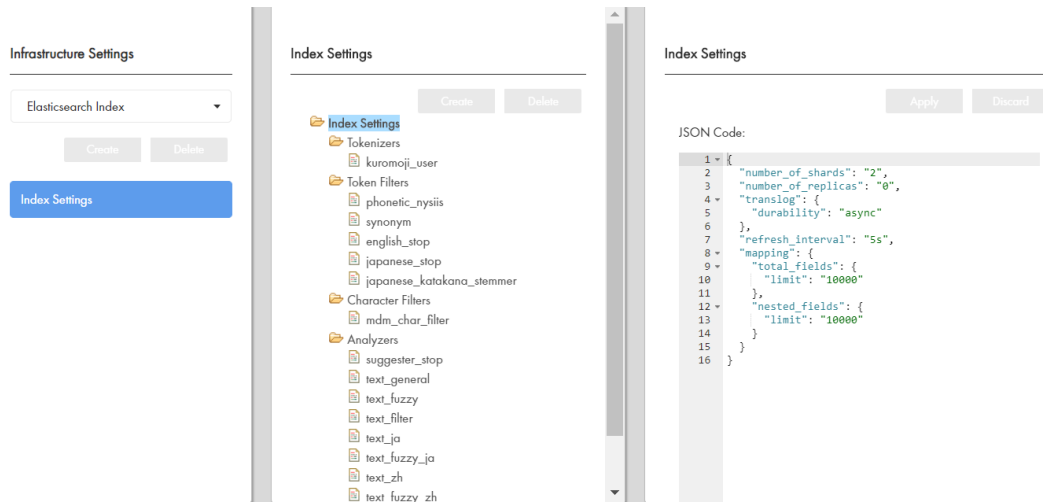 Infrastructure Settings
Elasticsearch Index
Create
Delete
Index Settings
Index Settings
Create
Delete
Index Settings
Tokenizers
kuromoji_user
Token Filters
phonetic_nysiis
synonym
english_stop
japanese_stop
japanese_katakana_stemmer
Character Filters
mdm_char_filter
Analyzers
suggester_stop
text_general
text_fuzzy
text_filter
text_ja
text_fuzzy_ja
text_zh
text_fuzzy_zh
Index Settings
Apply
Discard
JSON Code:
1 {
2 "number_of_shards": "2",
3 "number_of_replicas": "0",
4 "translog": {
5 "durability": "async"
6 },
7 "refresh_interval": "5s",
8 "mapping": {
9 "total_fields": {
10 "limit": "10000"
11 },
12 "nested_fields": {
13 "limit": "10000"
14 }
15 }
16 }